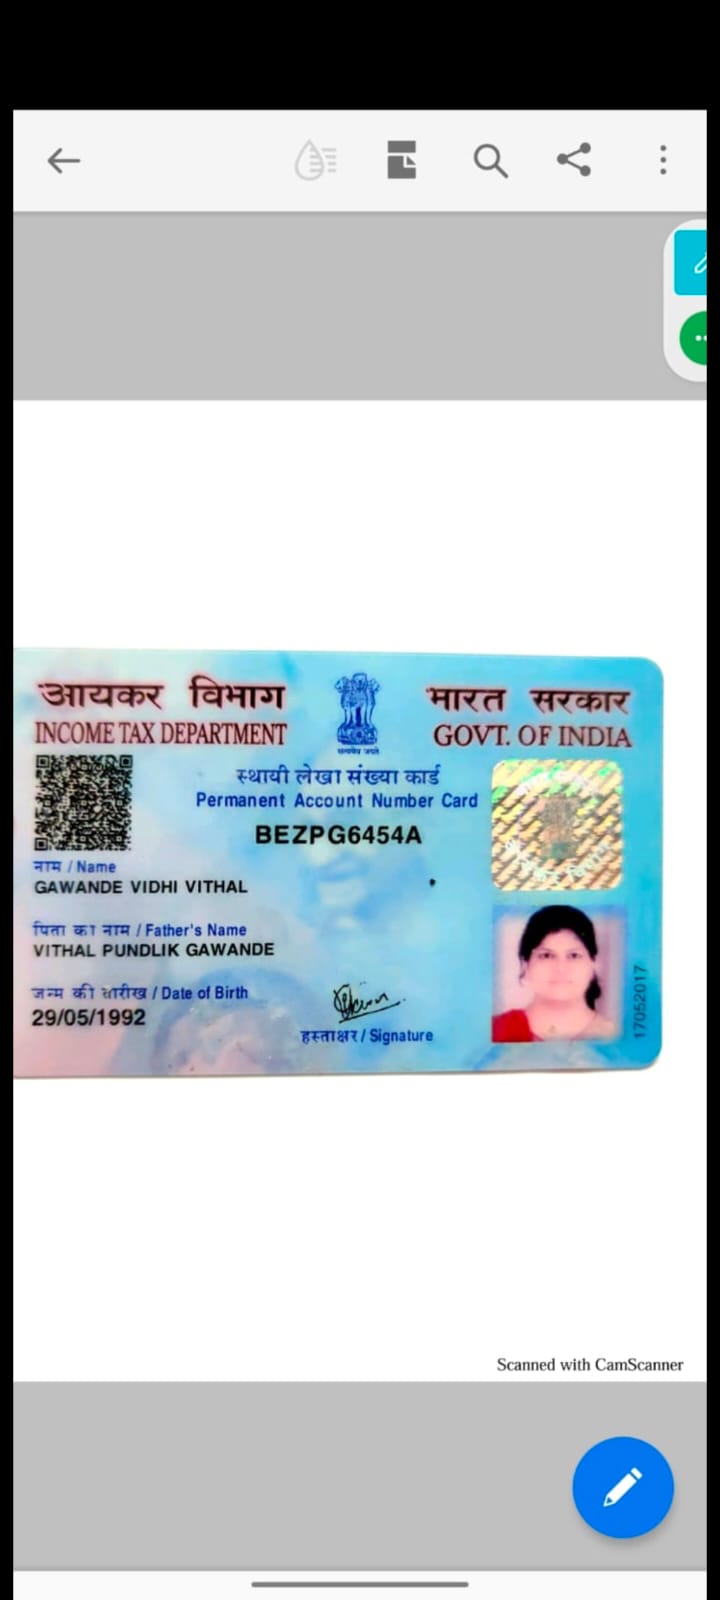 आयकर विभाग
INCOME TAX DEPARTMENT
सत्यमेव जयते
भारत सरकार
GOVT. OF INDIA
स्थायी लेखा संख्या कार्ड
Permanent Account Number Card
BEZPG6454A
नाम / Name
GAWANDE VIDHI VITHAL
पिता का नाम / Father's Name
VITHAL PUNDLIK GAWANDE
जन्म की तारीख / Date of Birth
29/05/1992
हस्ताक्षर / Signature
17052017
Scanned with CamScanner